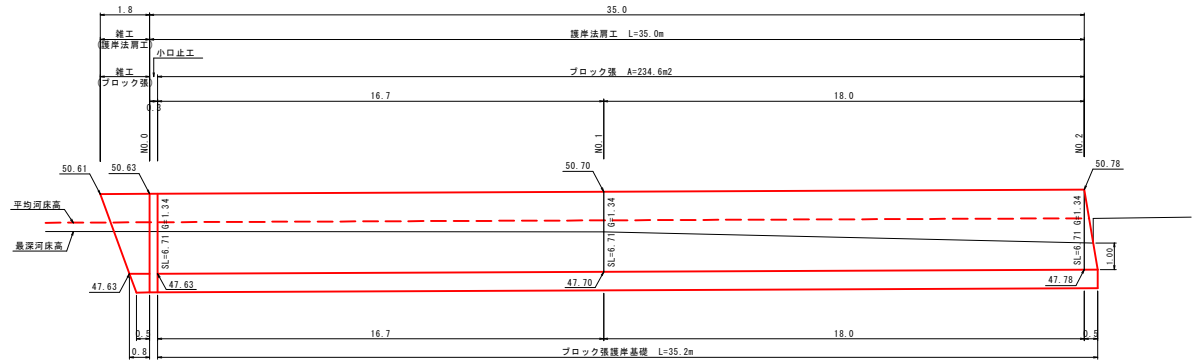 1.8
35.0
雑工
(護岸法肩工)
護岸法肩工 L=35.0m
小口止工
雑工
(ブロック張)
ブロック張 A=234.6m2
0.3
16.7
18.0
NO.0
NO.1
NO.2
50.61
50.63
50.70
50.78
平均河床高
最深河床高
SL=6.71 G=1.34
SL=6.71 G=1.34
SL=6.71 G=1.34
1.00
47.63
47.63
47.70
47.78
0.5
16.7
18.0
0.5
0.8
ブロック張護岸基礎 L=35.2m